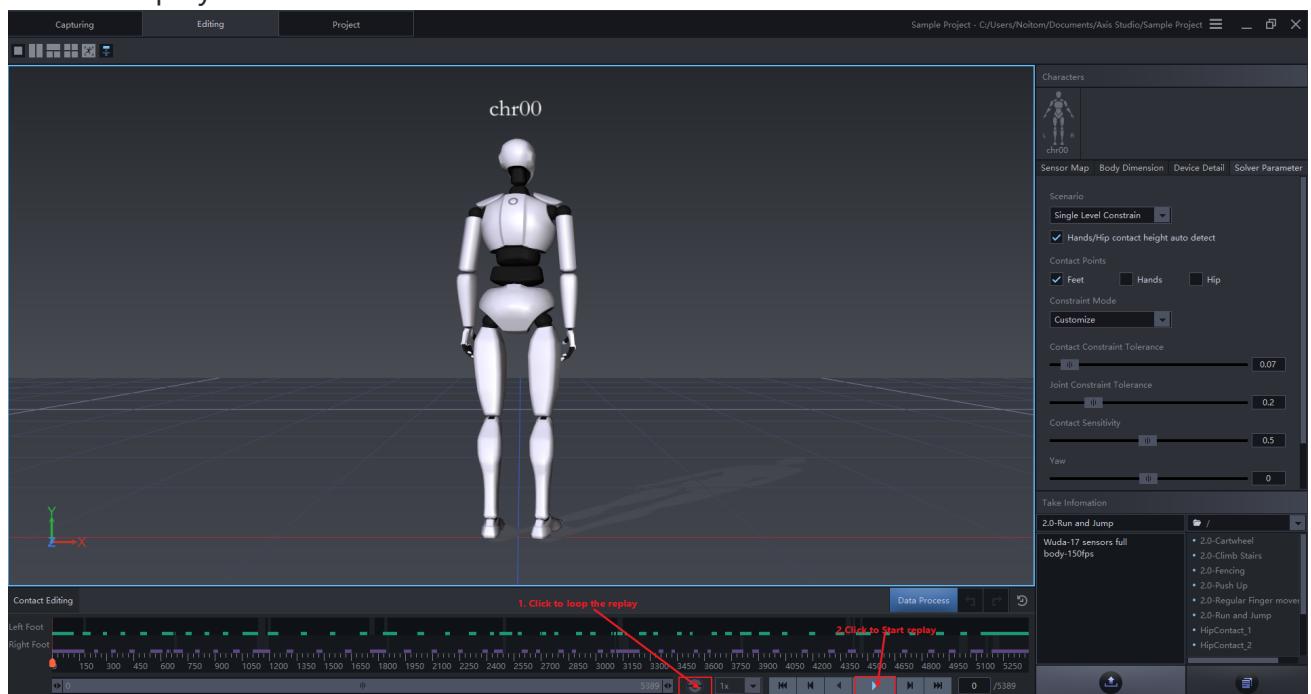 Capturing
Editing
Project
Sample Project - C:/Users/Noitom/Documents/Axis Studio/Sample Project
Characters
chr00
L
R
chr00
Sensor Map
Body Dimension
Device Detail
Solver Parameter
Scenario
Single Level Constrain
Hands/Hip contact height auto detect
Contact Points
Feet
Hands
Hip
Constraint Mode
Customize
Contact Constraint Tolerance
0.07
Joint Constraint Tolerance
0.2
Contact Sensitivity
0.5
Yaw
0
Y
Z
X
Take Infomation
2.0-Run and Jump
/
Wuda-17 sensors full
body-150fps
• 2.0-Cartwheel
• 2.0-Climb Stairs
• 2.0-Fencing
• 2.0-Push Up
• 2.0-Regular Finger mover
• 2.0-Run and Jump
• HipContact_1
• HipContact_2
Contact Editing
1. Click to loop the replay
Data Process
Left Foot
2.Click to Start replay
Right Foot
150 300 450 600 750 900 1050 1200 1350 1500 1650 1800 1950 2100 2250 2400 2550 2700 2850 3000 3150 3300 3450 3600 3750 3900 4050 4200 4350 4500 4650 4800 4950 5100 5250
0
5389
1x
0
/5389